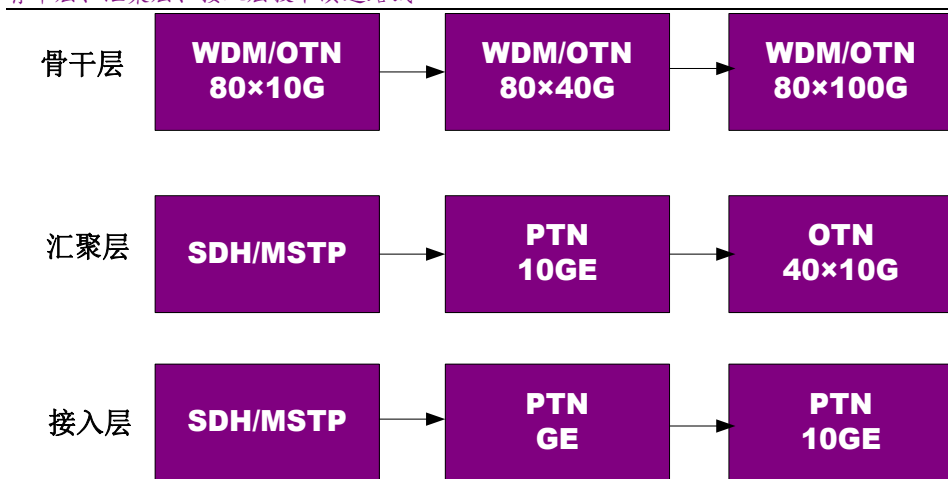 骨干层
WDM/OTN
80×10G
WDM/OTN
80×40G
WDM/OTN
80×100G
汇聚层
SDH/MSTP
PTN
10GE
OTN
40×10G
接入层
SDH/MSTP
PTN
GE
PTN
10GE